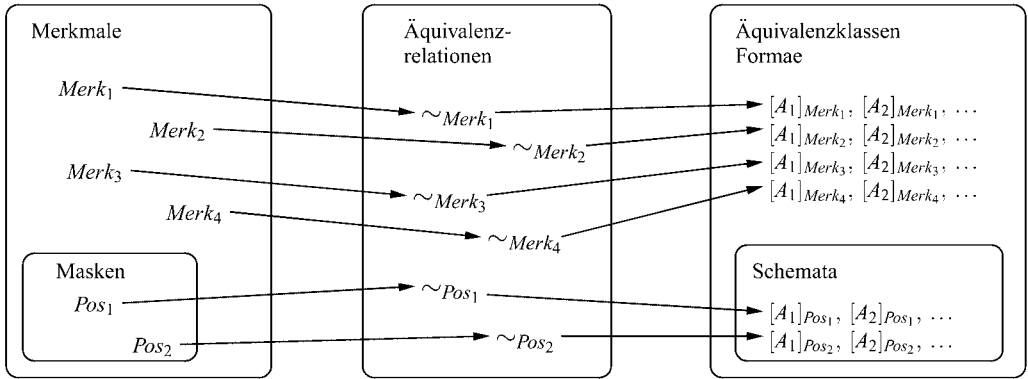 Merkmale
Merk₁
Merk₂
Merk₃
Merk₄
Masken
Pos₁
Pos₂
Äquivalenz-
relationen
∼Merk₁
∼Merk₂
∼Merk₃
∼Merk₄
∼Pos₁
∼Pos₂
Äquivalenzklassen
Formae
[A₁]Merk₁, [A₂]Merk₁, …
[A₁]Merk₂, [A₂]Merk₂, …
[A₁]Merk₃, [A₂]Merk₃, …
[A₁]Merk₄, [A₂]Merk₄, …
Schemata
[A₁]Pos₁, [A₂]Pos₁, …
[A₁]Pos₂, [A₂]Pos₂, …